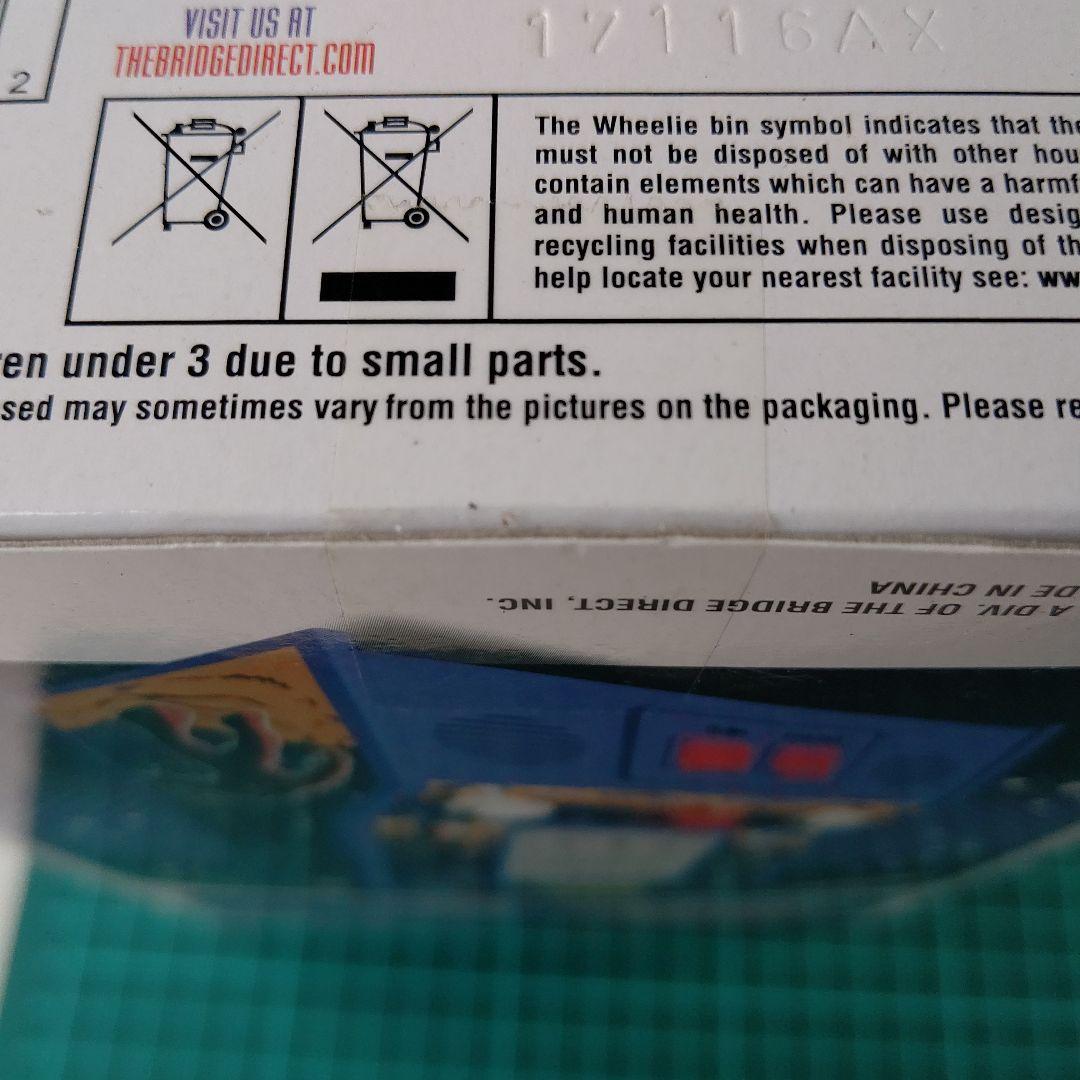 VISIT US AT
THEBRIDGEDIRECT.COM
17116AX
2
The Wheelie bin symbol indicates that the
must not be disposed of with other hou
contain elements which can have a harmf
and human health. Please use desig
recycling facilities when disposing of th
help locate your nearest facility see: ww
en under 3 due to small parts.
sed may sometimes vary from the pictures on the packaging. Please re
A DIV. OF THE BRIDGE DIRECT, INC.
DE IN CHINA